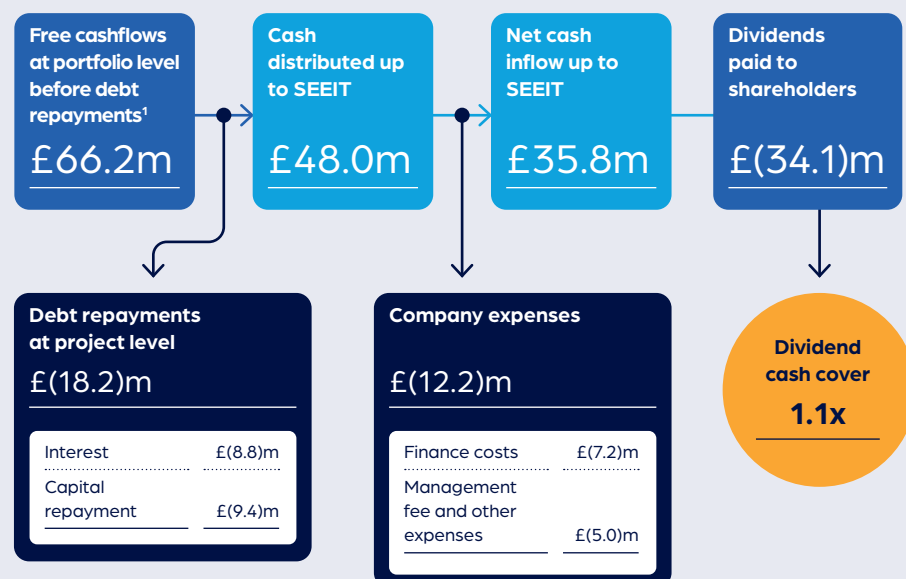 Free cashflows
at portfolio level
before debt
repayments¹
£66.2m
Cash
distributed up
to SEEIT
£48.0m
Net cash
inflow up to
SEEIT
£35.8m
Dividends
paid to
shareholders
£(34.1)m
Debt repayments
at project level
£(18.2)m
Interest £(8.8)m
Capital
repayment £(9.4)m
Company expenses
£(12.2)m
Finance costs £(7.2)m
Management
fee and other
expenses £(5.0)m
Dividend
cash cover
1.1x